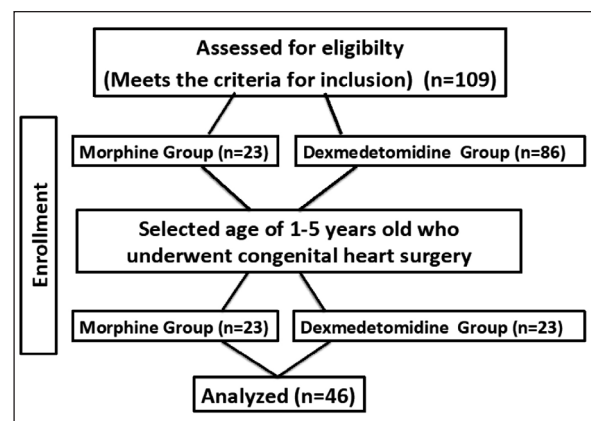 Assessed for eligibilty
(Meets the criteria for inclusion) (n=109)
Enrollment
Morphine Group (n=23)
Dexmedetomidine Group (n=86)
Selected age of 1-5 years old who
underwent congenital heart surgery
Morphine Group (n=23)
Dexmedetomidine Group (n=23)
Analyzed (n=46)